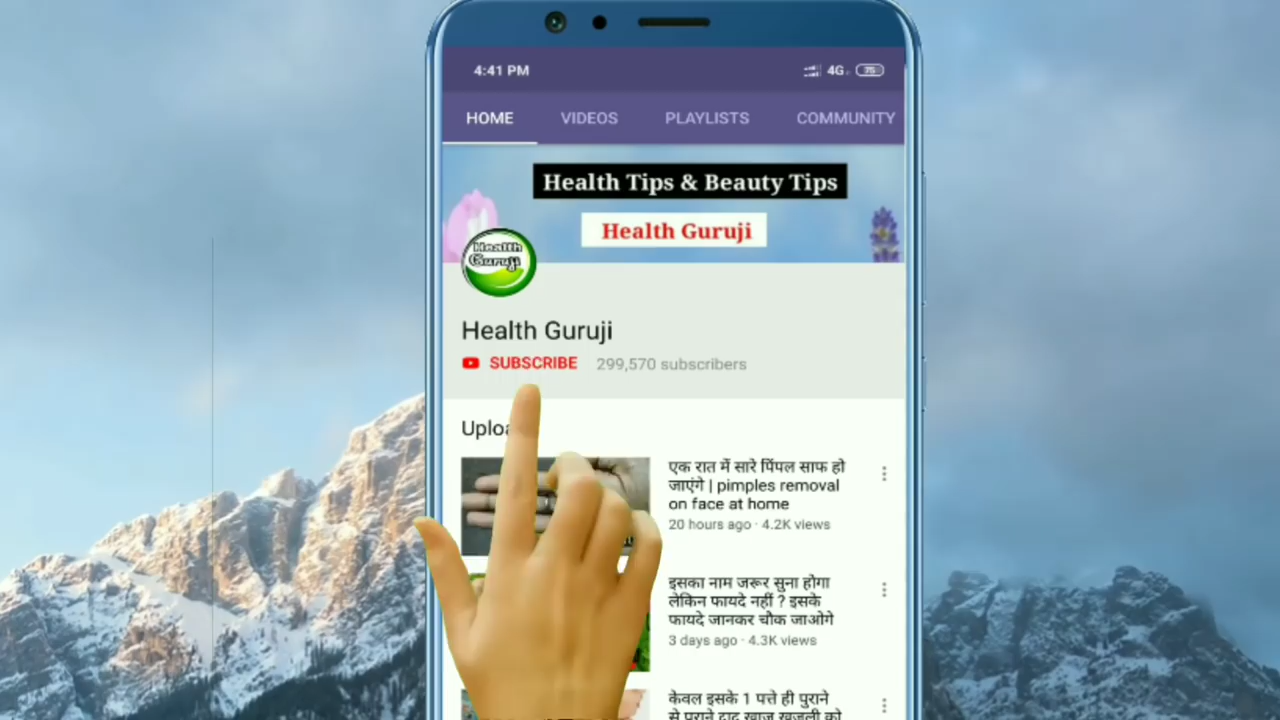 4:41 PM
4G
75
HOME VIDEOS PLAYLISTS COMMUNITY
Health Tips & Beauty Tips
Health Guruji
Health
Guruji
Health Guruji
SUBSCRIBE 299,570 subscribers
एक रात में सारे पिंपल साफ हो
जाएंगे | pimples removal
on face at home
20 hours ago · 4.2K views
इसका नाम जरूर सुना होगा
लेकिन फायदे नहीं ? इसके
फायदे जानकर चौक जाओगे
3 days ago · 4.3K views
केवल इसके 1 पत्ते ही पुराने
से पुराने दाद खाज खुजली को